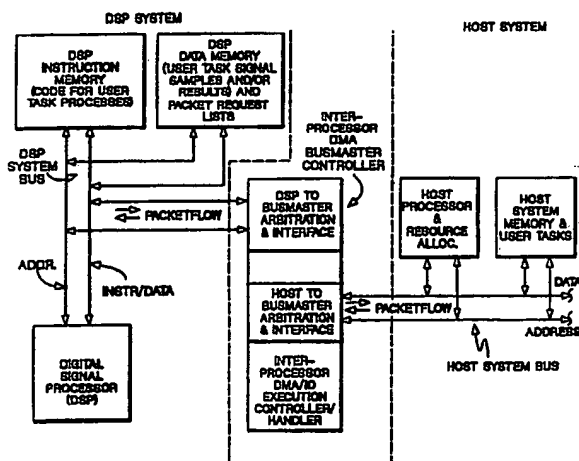 DSP SYSTEM
HOST SYSTEM
DSP
INSTRUCTION
MEMORY
(CODE FOR USER
TASK PROCESSES)
DSP
DATA MEMORY
(USER TASK SIGNAL
SAMPLES AND/OR
RESULTS) AND
PACKET REQUEST
LISTS
INTER-
PROCESSOR
DMA
BUSMASTER
CONTROLLER
DSP
SYSTEM
BUS
PACKETFLOW
DSP TO
BUSMASTER
ARBITRATION
& INTERFACE
HOST
PROCESSOR
&
RESOURCE
ALLOC.
HOST
SYSTEM
MEMORY &
USER TASKS
ADDR.
INSTR/DATA
HOST TO
BUSMASTER
ARBITRATION
& INTERFACE
DATA
PACKETFLOW
ADDRESS
HOST SYSTEM BUS
DIGITAL
SIGNAL
PROCESSOR
(DSP)
INTER-
PROCESSOR
DMA/IO
EXECUTION
CONTROLLER/
HANDLER